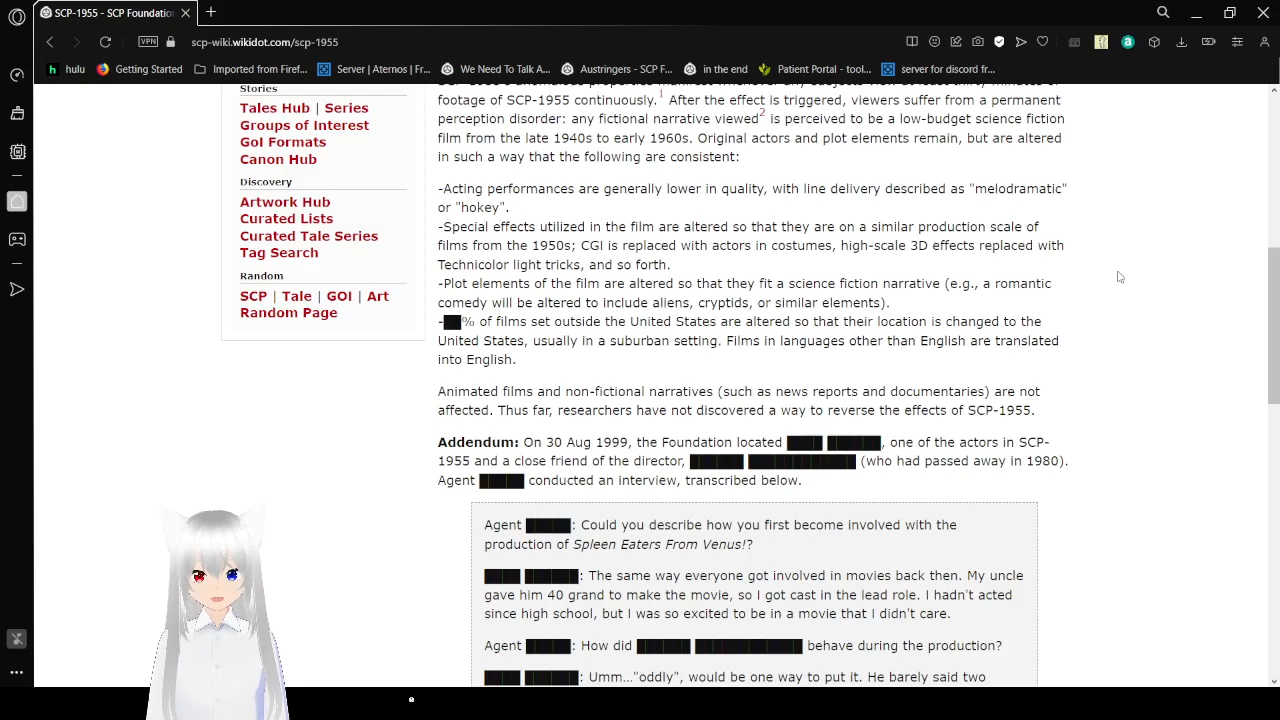 SCP-1955 - SCP Foundation
scp-wiki.wikidot.com/scp-1955
VPN
hulu
Getting Started
Imported from Firef...
Server | Aternos | Fr...
We Need To Talk A...
Austringers - SCP F...
in the end
Patient Portal - tool...
server for discord fr...
Stories
Tales Hub | Series
Groups of Interest
GoI Formats
Canon Hub
Discovery
Artwork Hub
Curated Lists
Curated Tale Series
Tag Search
Random
SCP | Tale | GOI | Art
Random Page
footage of SCP-1955 continuously.1 After the effect is triggered, viewers suffer from a permanent
perception disorder: any fictional narrative viewed2 is perceived to be a low-budget science fiction
film from the late 1940s to early 1960s. Original actors and plot elements remain, but are altered
in such a way that the following are consistent:
-Acting performances are generally lower in quality, with line delivery described as "melodramatic"
or "hokey".
-Special effects utilized in the film are altered so that they are on a similar production scale of
films from the 1950s; CGI is replaced with actors in costumes, high-scale 3D effects replaced with
Technicolor light tricks, and so forth.
-Plot elements of the film are altered so that they fit a science fiction narrative (e.g., a romantic
comedy will be altered to include aliens, cryptids, or similar elements).
-██% of films set outside the United States are altered so that their location is changed to the
United States, usually in a suburban setting. Films in languages other than English are translated
into English.
Animated films and non-fictional narratives (such as news reports and documentaries) are not
affected. Thus far, researchers have not discovered a way to reverse the effects of SCP-1955.
Addendum: On 30 Aug 1999, the Foundation located ████ ██████, one of the actors in SCP-
1955 and a close friend of the director, ██████ ████████████ (who had passed away in 1980).
Agent █████ conducted an interview, transcribed below.
Agent █████: Could you describe how you first become involved with the
production of Spleen Eaters From Venus!?
████ ██████: The same way everyone got involved in movies back then. My uncle
gave him 40 grand to make the movie, so I got cast in the lead role. I hadn't acted
since high school, but I was so excited to be in a movie that I didn't care.
Agent █████: How did ██████ ████████████ behave during the production?
████ ██████: Umm..."oddly", would be one way to put it. He barely said two